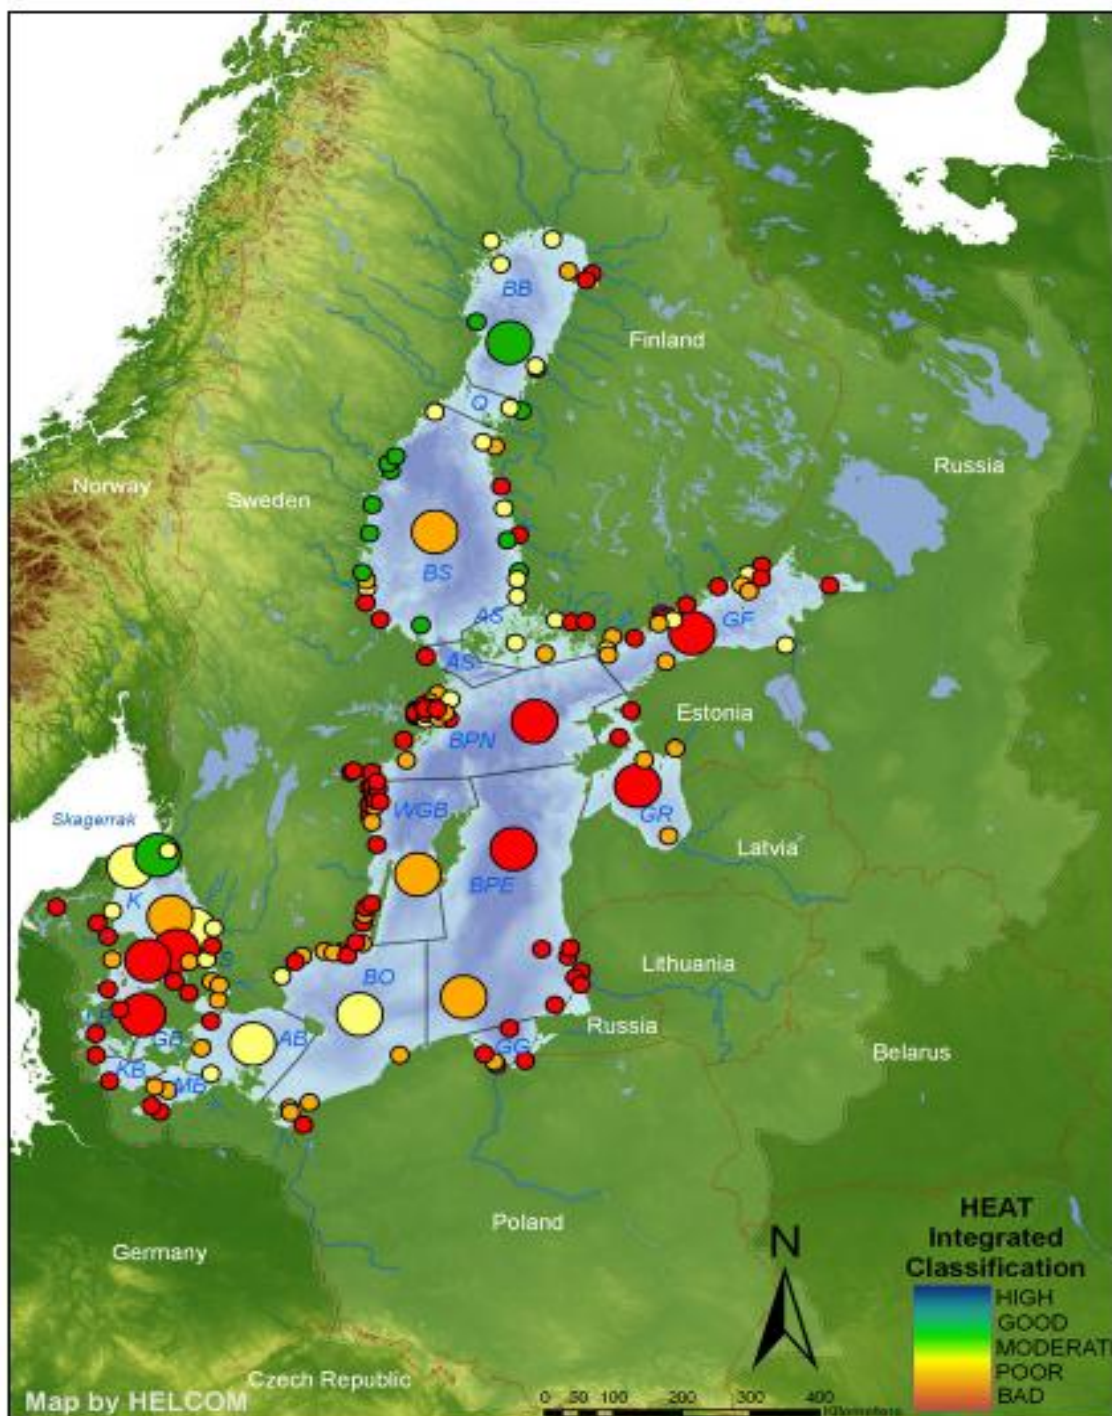 BB
Finland
Q
Russia
Norway
Sweden
BS
AS
GF
AS
Estonia
BPN
WGB
Skagerrak
GR
Latvia
K
BPE
Lithuania
BO
Russia
GB
AB
GG
Belarus
KB
MB
Poland
Germany
N
HEAT
Integrated
Classification
HIGH
GOOD
MODERAT
POOR
BAD
Czech Republic
Map by HELCOM
0 50 100 200 300 400